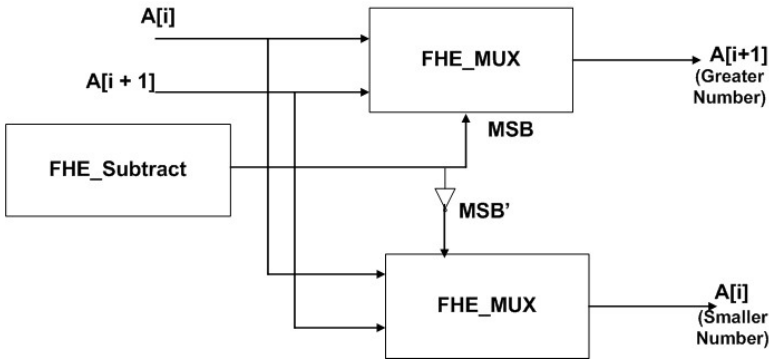 A[i]
FHE_MUX
A[i+1]
(Greater
Number)
A[i + 1]
MSB
FHE_Subtract
MSB’
A[i]
FHE_MUX
(Smaller
Number)